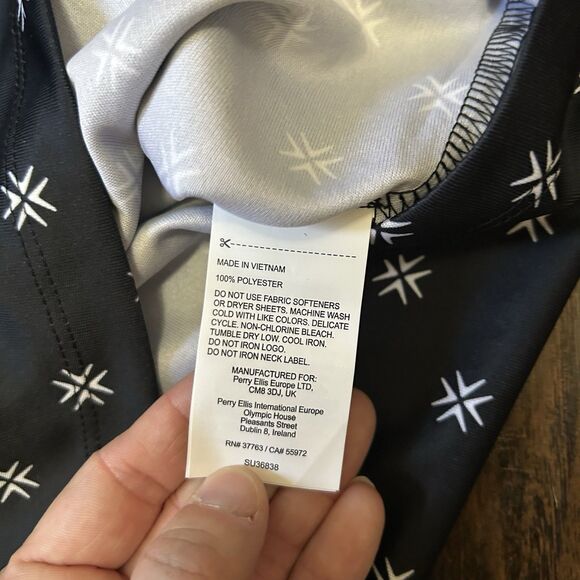 MADE IN VIETNAM
100% POLYESTER
DO NOT USE FABRIC SOFTENERS
OR DRYER SHEETS. MACHINE WASH
COLD WITH LIKE COLORS. DELICATE
CYCLE. NON-CHLORINE BLEACH.
TUMBLE DRY LOW. COOL IRON.
DO NOT IRON LOGO.
DO NOT IRON NECK LABEL.
MANUFACTURED FOR:
Perry Ellis Europe LTD,
CM8 3DJ, UK
Perry Ellis International Europe
Olympic House
Pleasants Street
Dublin 8, Ireland
RN# 37763 / CA# 55972
SU36838